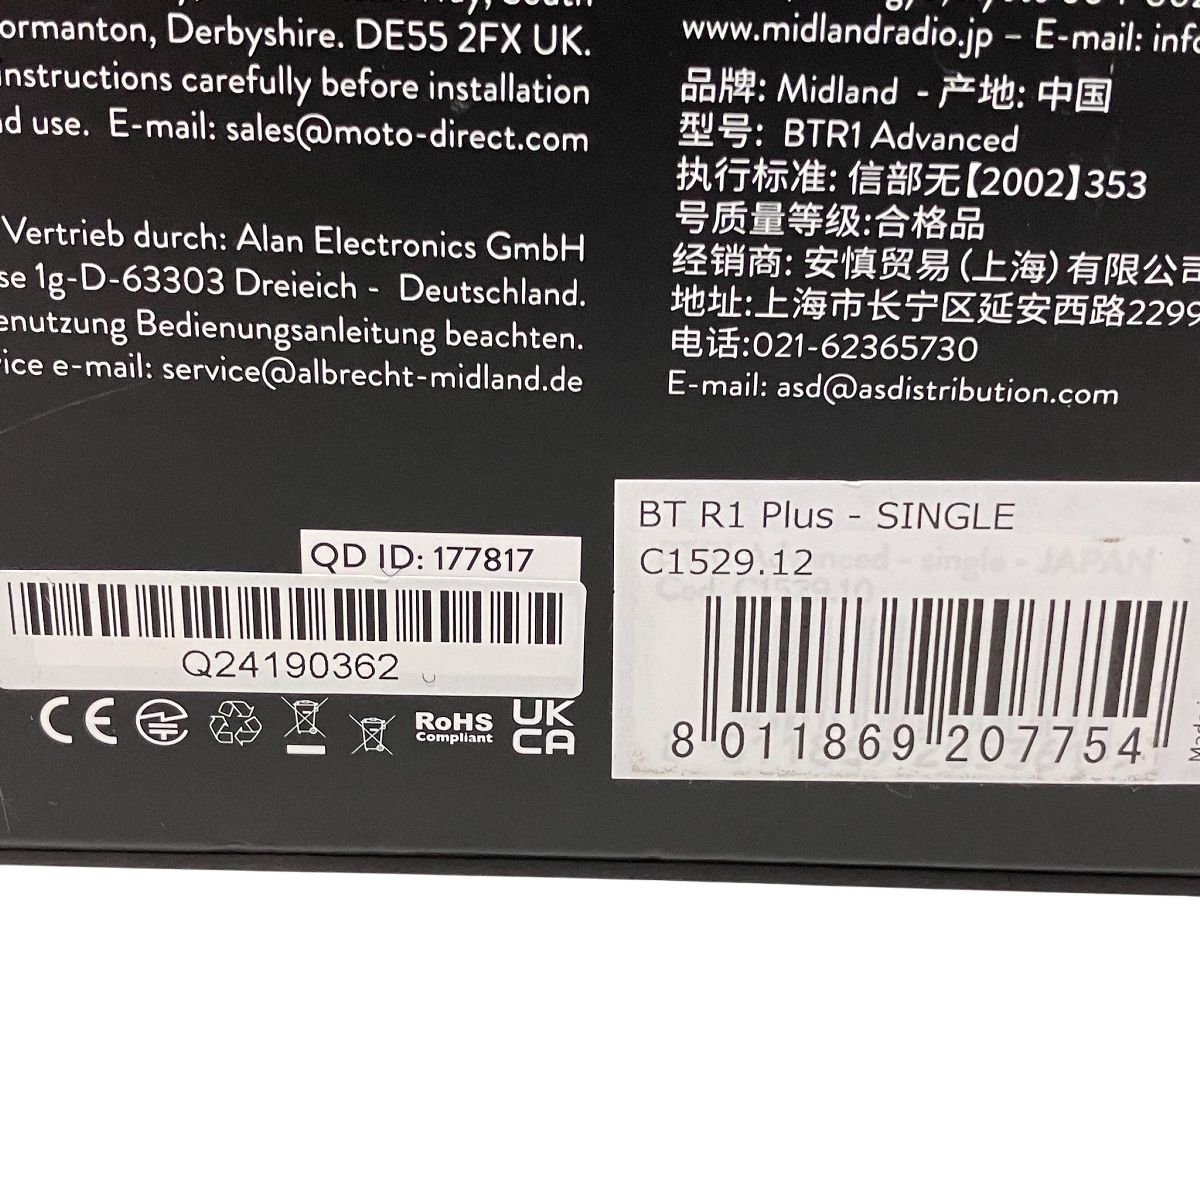 Normanton, Derbyshire. DE55 2FX UK.
instructions carefully before installation
and use. E-mail: sales@moto-direct.com
Vertrieb durch: Alan Electronics GmbH
1g-D-63303 Dreieich - Deutschland.
Bedienungsanleitung beachten.
e-mail: service@albrecht-midland.de
www.midlandradio.jp – E-mail: info
品牌: Midland - 产地: 中国
型号: BTR1 Advanced
执行标准: 信部无【2002】353
号质量等级:合格品
经销商: 安慎贸易（上海）有限公司
地址:上海市长宁区延安西路2299
电话:021-62365730
E-mail: asd@asdistribution.com
QD ID: 177817
Q24190362
CE
RoHS
Compliant
UK
CA
BT R1 Plus - SINGLE
C1529.12
8 011869 207754